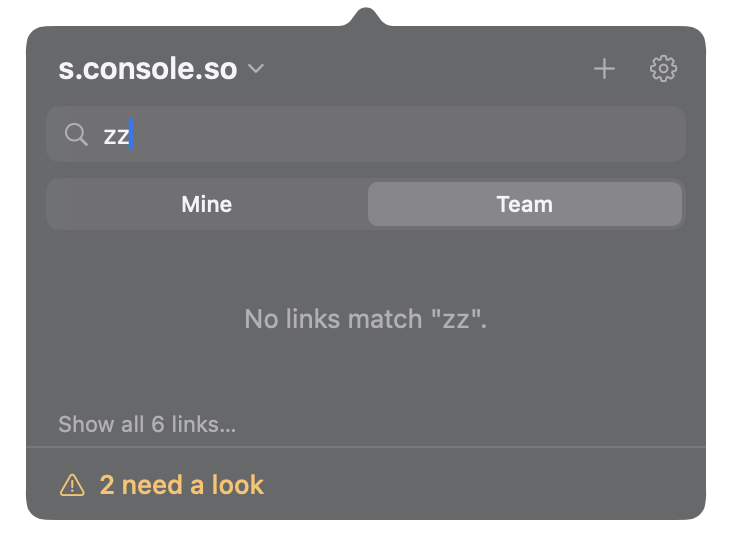 s.console.so
zz
Mine
Team
No links match "zz".
Show all 6 links...
2 need a look